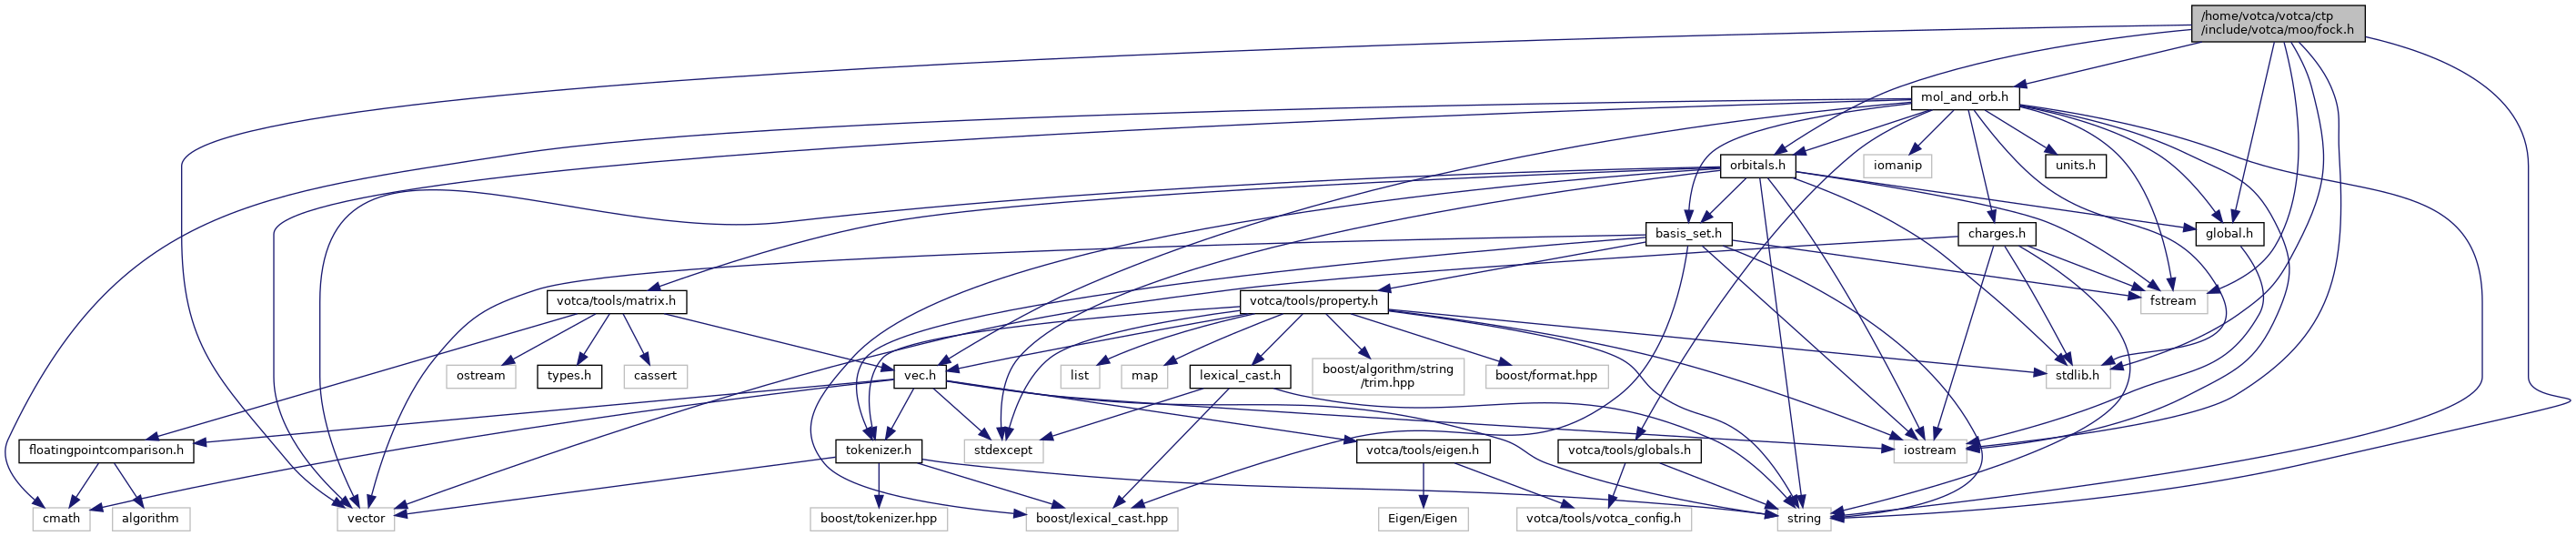 /home/votca/votca/ctp
/include/votca/moo/fock.h
mol_and_orb.h
orbitals.h
iomanip
units.h
basis_set.h
charges.h
global.h
votca/tools/matrix.h
votca/tools/property.h
fstream
ostream
types.h
cassert
vec.h
list
map
lexical_cast.h
boost/algorithm/string
/trim.hpp
boost/format.hpp
stdlib.h
floatingpointcomparison.h
tokenizer.h
stdexcept
votca/tools/eigen.h
votca/tools/globals.h
iostream
cmath
algorithm
vector
boost/tokenizer.hpp
boost/lexical_cast.hpp
Eigen/Eigen
votca/tools/votca_config.h
string